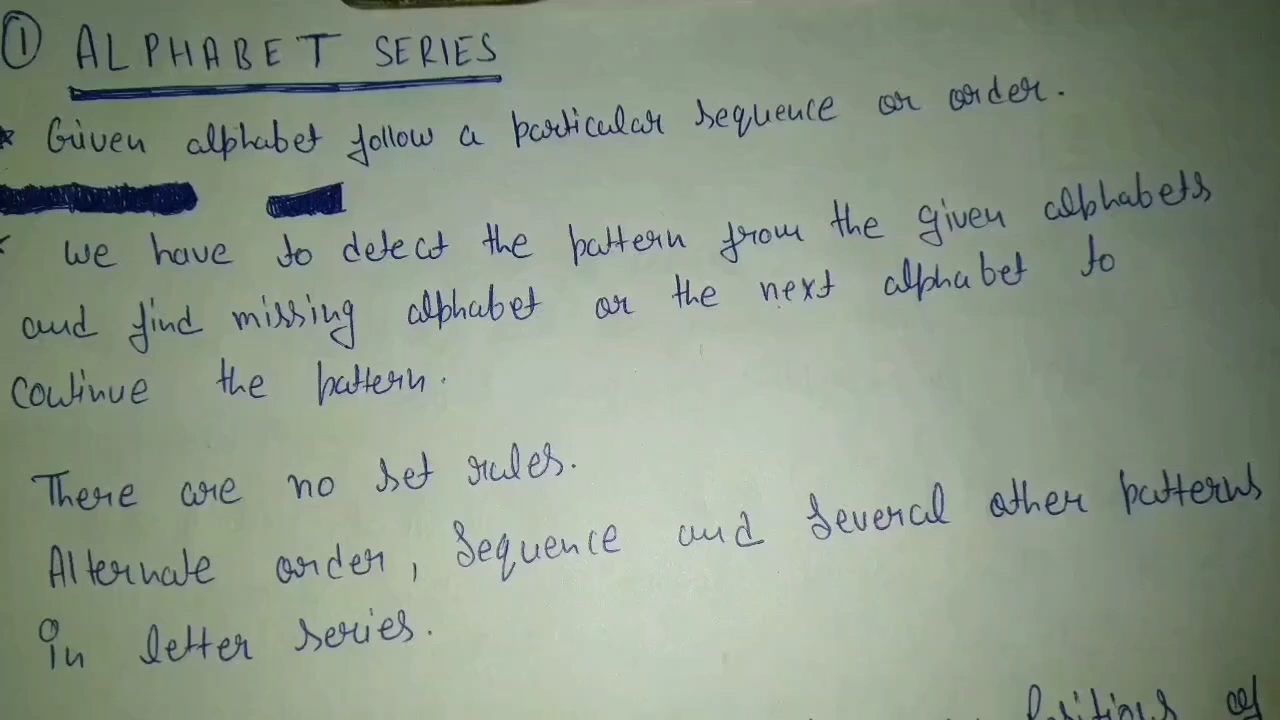 ① ALPHABET SERIES
* Given alphabet follow a particular sequence or order.
We have to detect the pattern from the given alphabets
and find missing alphabet or the next alphabet to
continue the pattern.
There are no set rules.
Alternate order, Sequence and several other patterns
in letter series.
Positions of